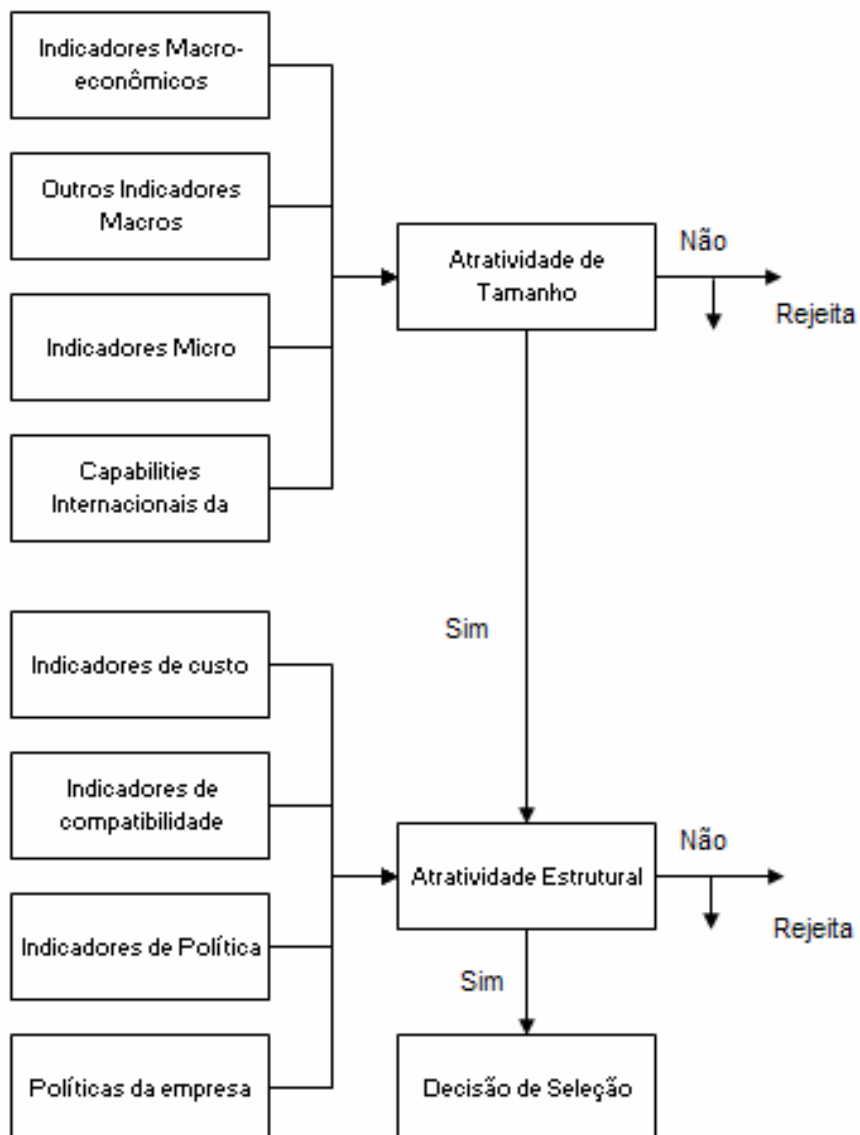 Indicadores Macro-
econômicos
Outros Indicadores
Macros
Atratividade de
Tamanho
Não
Rejeita
Indicadores Micro
Capabilities
Internacionais da
Sim
Indicadores de custo
Indicadores de
compatibilidade
Atratividade Estrutural
Não
Rejeita
Indicadores de Política
Sim
Políticas da empresa
Decisão de Seleção